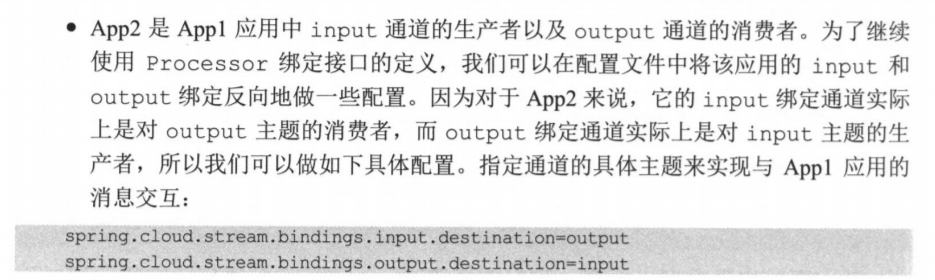 • App2 是 App1 应用中 input 通道的生产者以及 output 通道的消费者。为了继续
使用 Processor 绑定接口的定义，我们可以在配置文件中将该应用的 input 和
output 绑定反向地做一些配置。因为对于 App2 来说，它的 input 绑定通道实际
上是对 output 主题的消费者，而 output 绑定通道实际上是对 input 主题的生
产者，所以我们可以做如下具体配置。指定通道的具体主题来实现与 App1 应用的
消息交互：
spring.cloud.stream.bindings.input.destination=output
spring.cloud.stream.bindings.output.destination=input